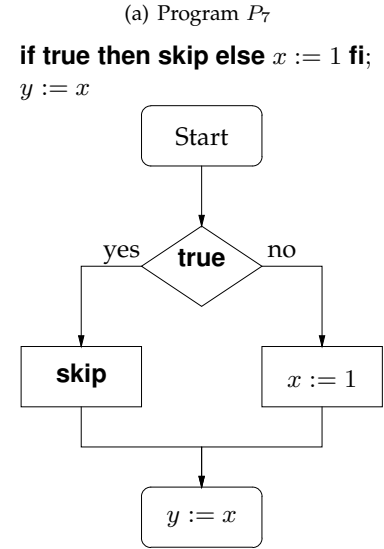 (a) Program P₇
if true then skip else x := 1 fi;
y := x
Start
yes true no
skip x := 1
y := x